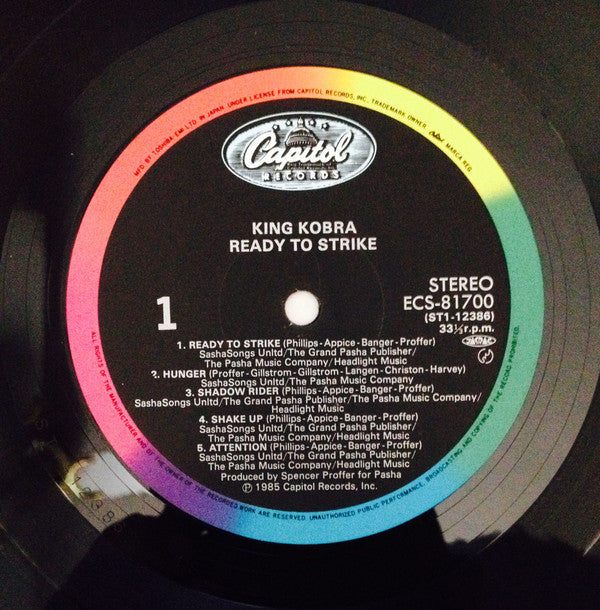 MFD BY TOSHIBA EMI LTD IN JAPAN. UNDER LICENSE FROM CAPITOL RECORDS, INC., TRADEMARK OWNER. Capitol MARCA REG.
Capitol
RECORDS
KING KOBRA
READY TO STRIKE
1
STEREO
ECS-81700
(ST1-12386)
33⅓r.p.m.
1. READY TO STRIKE (Phillips-Appice-Banger-Proffer)
SashaSongs Unltd/The Grand Pasha Publisher/
The Pasha Music Company/Headlight Music
2. HUNGER (Proffer-Gillstrom-Gillstrom-Langen-Christon-Harvey)
SashaSongs Unltd/The Pasha Music Company
3. SHADOW RIDER (Phillips-Appice-Banger-Proffer)
SashaSongs Unltd/The Grand Pasha Publisher/The Pasha Music Company/
Headlight Music
4. SHAKE UP (Phillips-Appice-Banger-Proffer)
SashaSongs Unltd/The Grand Pasha Publisher/
The Pasha Music Company/Headlight Music
5. ATTENTION (Phillips-Appice-Banger-Proffer)
SashaSongs Unltd/The Grand Pasha Publisher/
The Pasha Music Company/Headlight Music
Produced by Spencer Proffer for Pasha
Ⓟ 1985 Capitol Records, Inc.
ALL RIGHTS OF THE MANUFACTURER AND OF THE OWNER OF THE RECORDED WORK ARE RESERVED. UNAUTHORIZED PUBLIC PERFORMANCE, BROADCASTING AND COPYING OF THE RECORD PROHIBITED